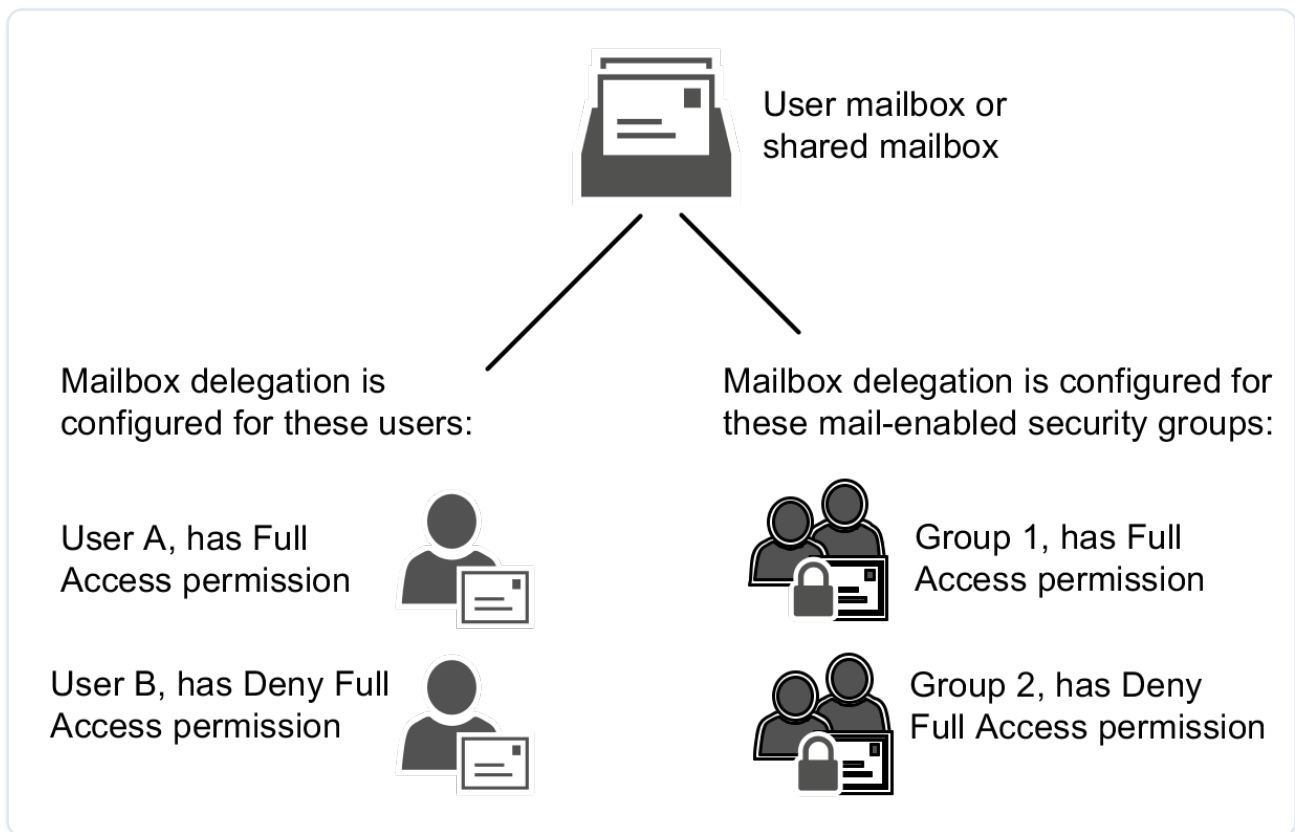 User mailbox or
shared mailbox
Mailbox delegation is
configured for these users:
User A, has Full
Access permission
User B, has Deny Full
Access permission
Mailbox delegation is configured for
these mail-enabled security groups:
Group 1, has Full
Access permission
Group 2, has Deny
Full Access permission